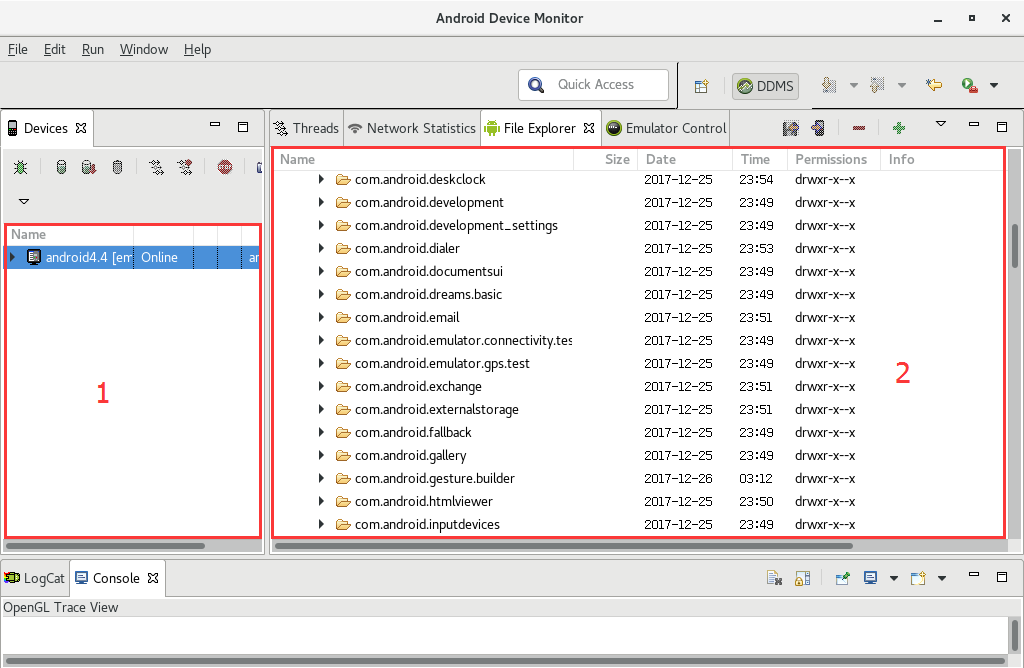 Android Device Monitor
File Edit Run Window Help
Quick Access DDMS
Devices
Threads Network Statistics File Explorer Emulator Control
Name
android4.4 [em Online ar
1
Name Size Date Time Permissions Info
com.android.deskclock 2017-12-25 23:54 drwxr-x--x
com.android.development 2017-12-25 23:49 drwxr-x--x
com.android.development_settings 2017-12-25 23:49 drwxr-x--x
com.android.dialer 2017-12-25 23:53 drwxr-x--x
com.android.documentsui 2017-12-25 23:49 drwxr-x--x
com.android.dreams.basic 2017-12-25 23:49 drwxr-x--x
com.android.email 2017-12-25 23:51 drwxr-x--x
com.android.emulator.connectivity.tes 2017-12-25 23:49 drwxr-x--x
com.android.emulator.gps.test 2017-12-25 23:49 drwxr-x--x
com.android.exchange 2017-12-25 23:51 drwxr-x--x
com.android.externalstorage 2017-12-25 23:51 drwxr-x--x
com.android.fallback 2017-12-25 23:49 drwxr-x--x
com.android.gallery 2017-12-25 23:49 drwxr-x--x
com.android.gesture.builder 2017-12-26 03:12 drwxr-x--x
com.android.htmlviewer 2017-12-25 23:50 drwxr-x--x
com.android.inputdevices 2017-12-25 23:49 drwxr-x--x
2
LogCat Console
OpenGL Trace View